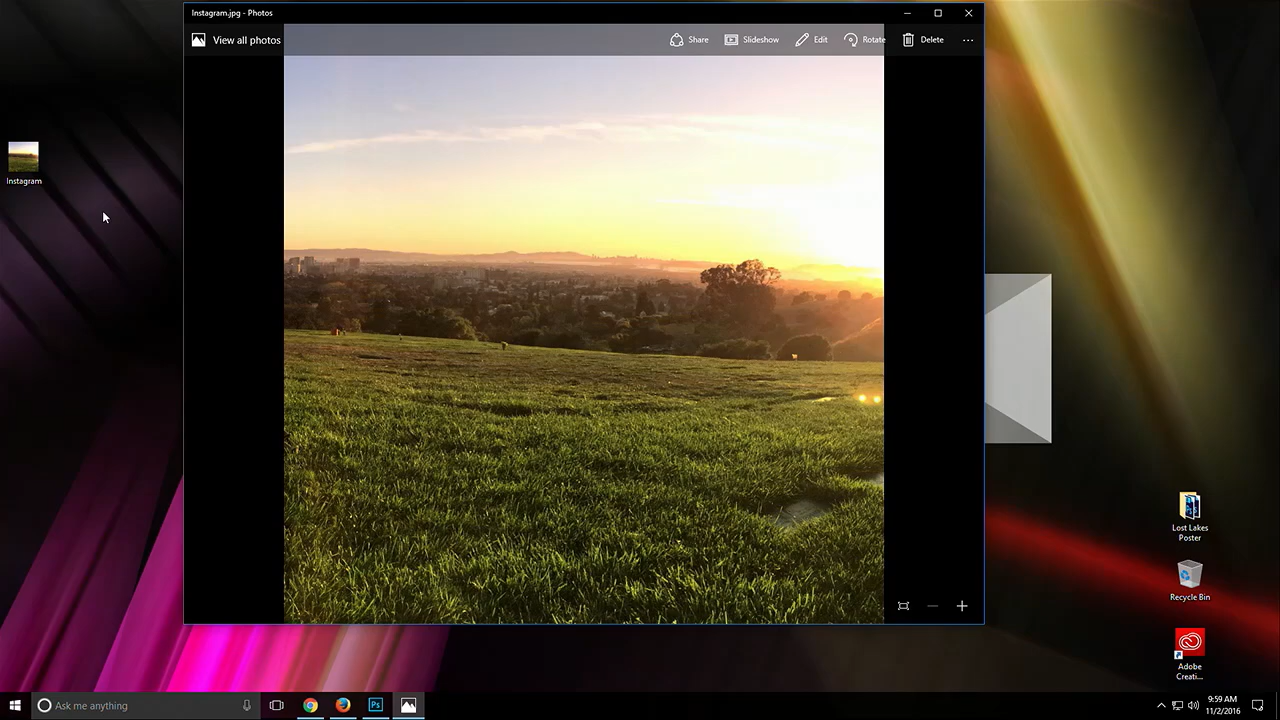 Instagram.jpg - Photos
View all photos
Share
Slideshow
Edit
Rotate
Delete
Instagram
Lost Lakes
Poster
Recycle Bin
Adobe
Creati...
Ask me anything
Ps
9:59 AM
11/2/2016